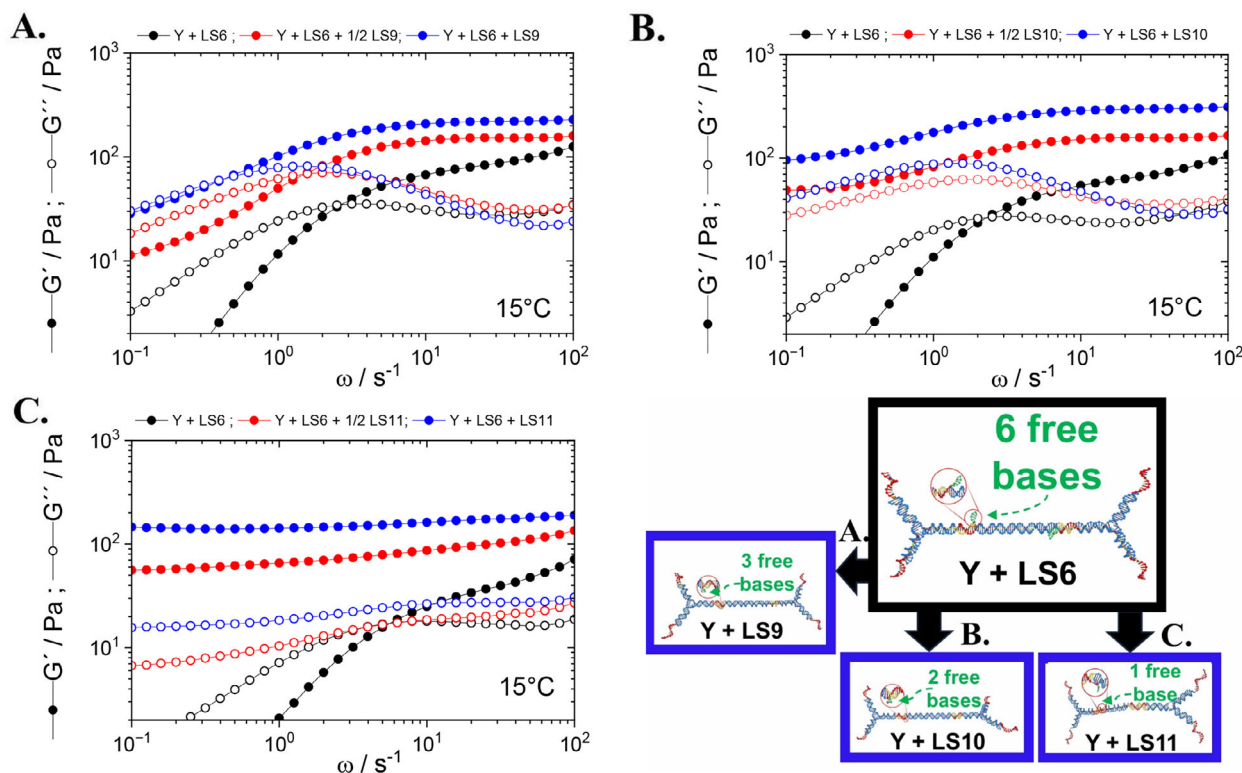 A.
Y + LS6 ; Y + LS6 + 1/2 LS9; Y + LS6 + LS9
G´/ Pa ; G´´ / Pa
10³
10²
10¹
15°C
10⁻¹ 10⁰ 10¹ 10²
ω / s⁻¹
B.
Y + LS6 ; Y + LS6 + 1/2 LS10; Y + LS6 + LS10
G´/ Pa ; G´´ / Pa
10³
10²
10¹
15°C
10⁻¹ 10⁰ 10¹ 10²
ω / s⁻¹
C.
Y + LS6 ; Y + LS6 + 1/2 LS11; Y + LS6 + LS11
G´/ Pa ; G´´ / Pa
10³
10²
10¹
15°C
10⁻¹ 10⁰ 10¹ 10²
ω / s⁻¹
6 free
bases
Y + LS6
A.
3 free
bases
Y + LS9
B.
2 free
bases
Y + LS10
C.
1 free
base
Y + LS11